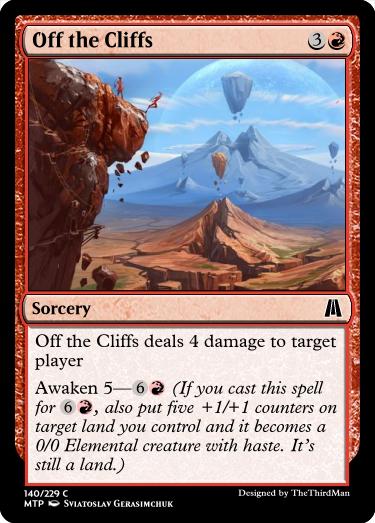 Off the Cliffs 3
Sorcery
Off the Cliffs deals 4 damage to target
player
Awaken 5—6 (If you cast this spell
for 6, also put five +1/+1 counters on
target land you control and it becomes a
0/0 Elemental creature with haste. It's
still a land.)
140/229 C
MTP Sviatoslav Gerasimchuk
Designed by TheThirdMan